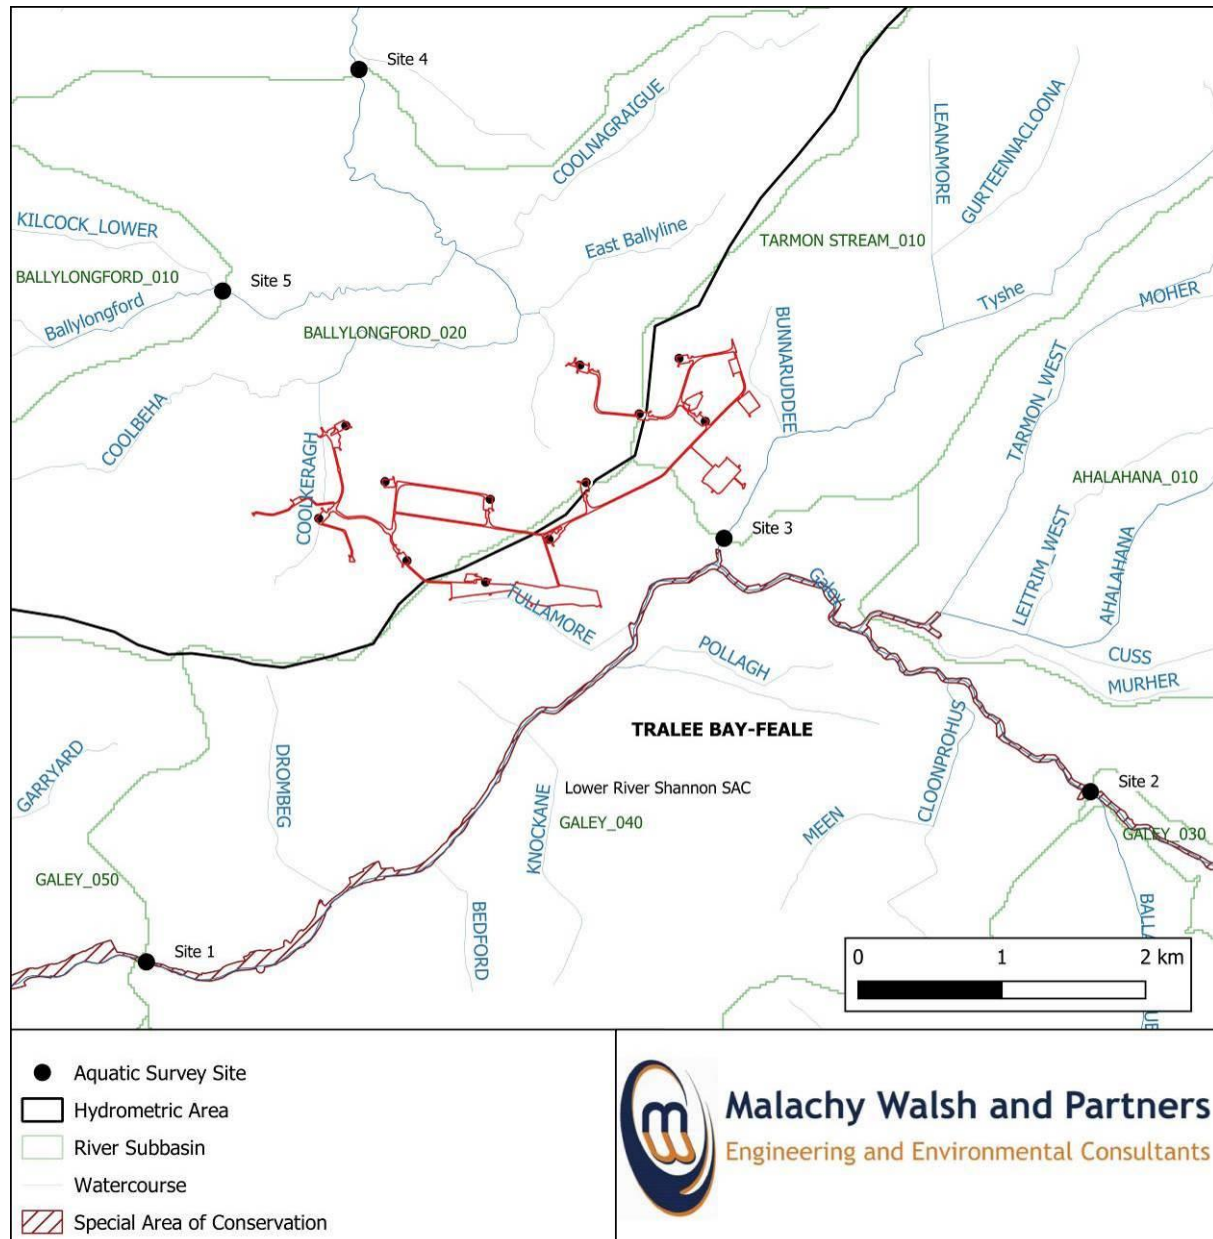 Site 4
COOLNAGRAIGUE
LEANAMORE
GURTEENNACLOONA
KILCOCK_LOWER
East Ballyline
TARMON STREAM_010
BALLYLONGFORD_010
Site 5
Ballylongford
Tyshe
MOHER
BALLYLONGFORD_020
BUNNARUDDEE
COOLBEHA
TARMON_WEST
COOLKERAGH
AHALAHANA_010
Site 3
LEITRIM_WEST
AHALAHANA
Galey
FULLAMORE
POLLAGH
CUSS
MURHER
TRALEE BAY-FEALE
GARRYARD
DROMBEG
CLOONPROHUS
Lower River Shannon SAC
Site 2
KNOCKANE
GALEY_040
MEEN
GALEY_030
GALEY_050
BEDFORD
BALLA
Site 1
0 1 2 km
UE
Aquatic Survey Site
Hydrometric Area
River Subbasin
Watercourse
Special Area of Conservation
Malachy Walsh and Partners
Engineering and Environmental Consultants